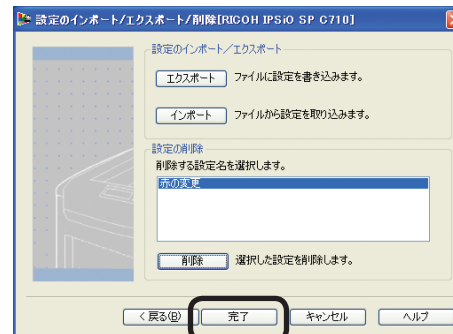 設定のインポート/エクスポート/削除[RICOH IPSiO SP C710]
設定のインポート/エクスポート
エクスポート ファイルに設定を書き込みます。
インポート ファイルから設定を取り込みます。
設定の削除
削除する設定名を選択します。
赤の変更
削除 選択した設定を削除します。
< 戻る(B) 完了 キャンセル ヘルプ